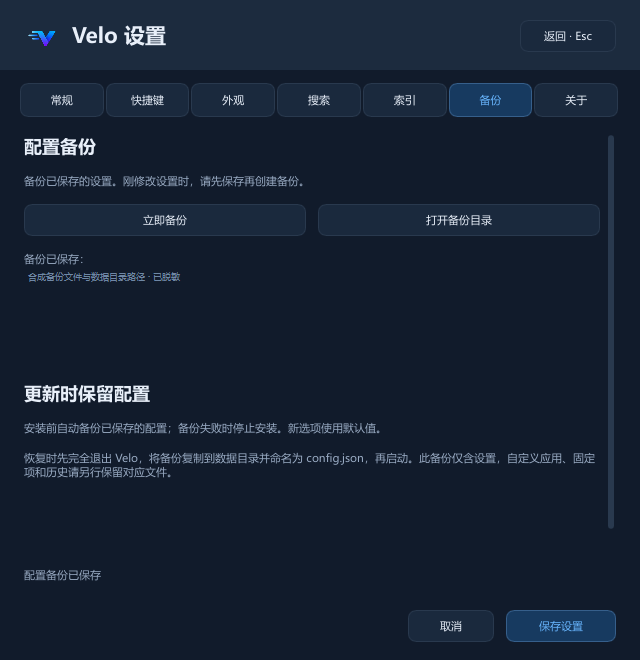 Velo 设置
返回 · Esc
常规
快捷键
外观
搜索
索引
备份
关于
配置备份
备份已保存的设置。刚修改设置时，请先保存再创建备份。
立即备份
打开备份目录
备份已保存：
合成备份文件与数据目录路径 · 已脱敏
更新时保留配置
安装前自动备份已保存的配置；备份失败时停止安装。新选项使用默认值。
恢复时先完全退出 Velo，将备份复制到数据目录并命名为 config.json，再启动。此备份仅含设置，自定义应用、固定
项和历史请另行保留对应文件。
配置备份已保存
取消
保存设置